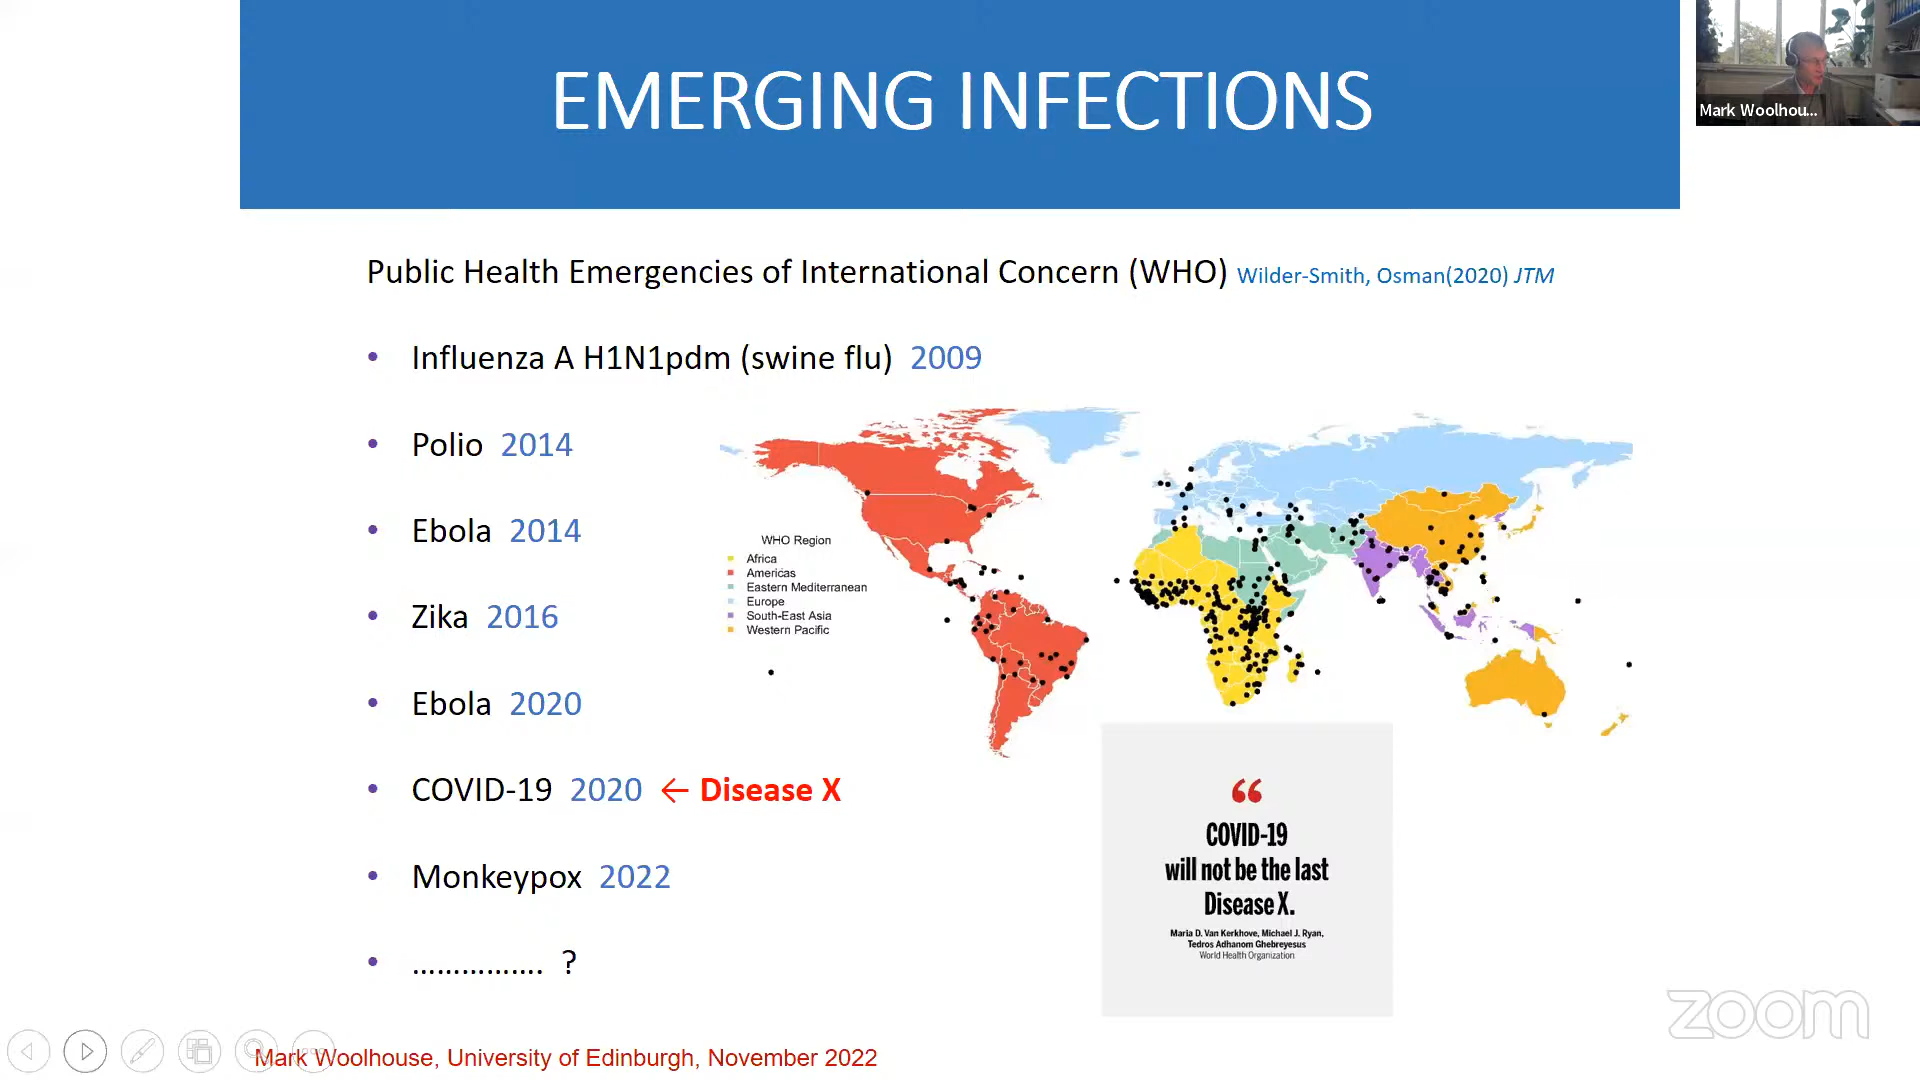 EMERGING INFECTIONS
Mark Woolhou...
Public Health Emergencies of International Concern (WHO) Wilder-Smith, Osman(2020) JTM
• Influenza A H1N1pdm (swine flu) 2009
• Polio 2014
• Ebola 2014
• Zika 2016
• Ebola 2020
• COVID-19 2020 ← Disease X
• Monkeypox 2022
• ................ ?
WHO Region
Africa
Americas
Eastern Mediterranean
Europe
South-East Asia
Western Pacific
“
COVID-19
will not be the last
Disease X.
Maria D. Van Kerkhove, Michael J. Ryan,
Tedros Adhanom Ghebreyesus
World Health Organization
Mark Woolhouse, University of Edinburgh, November 2022
zoom